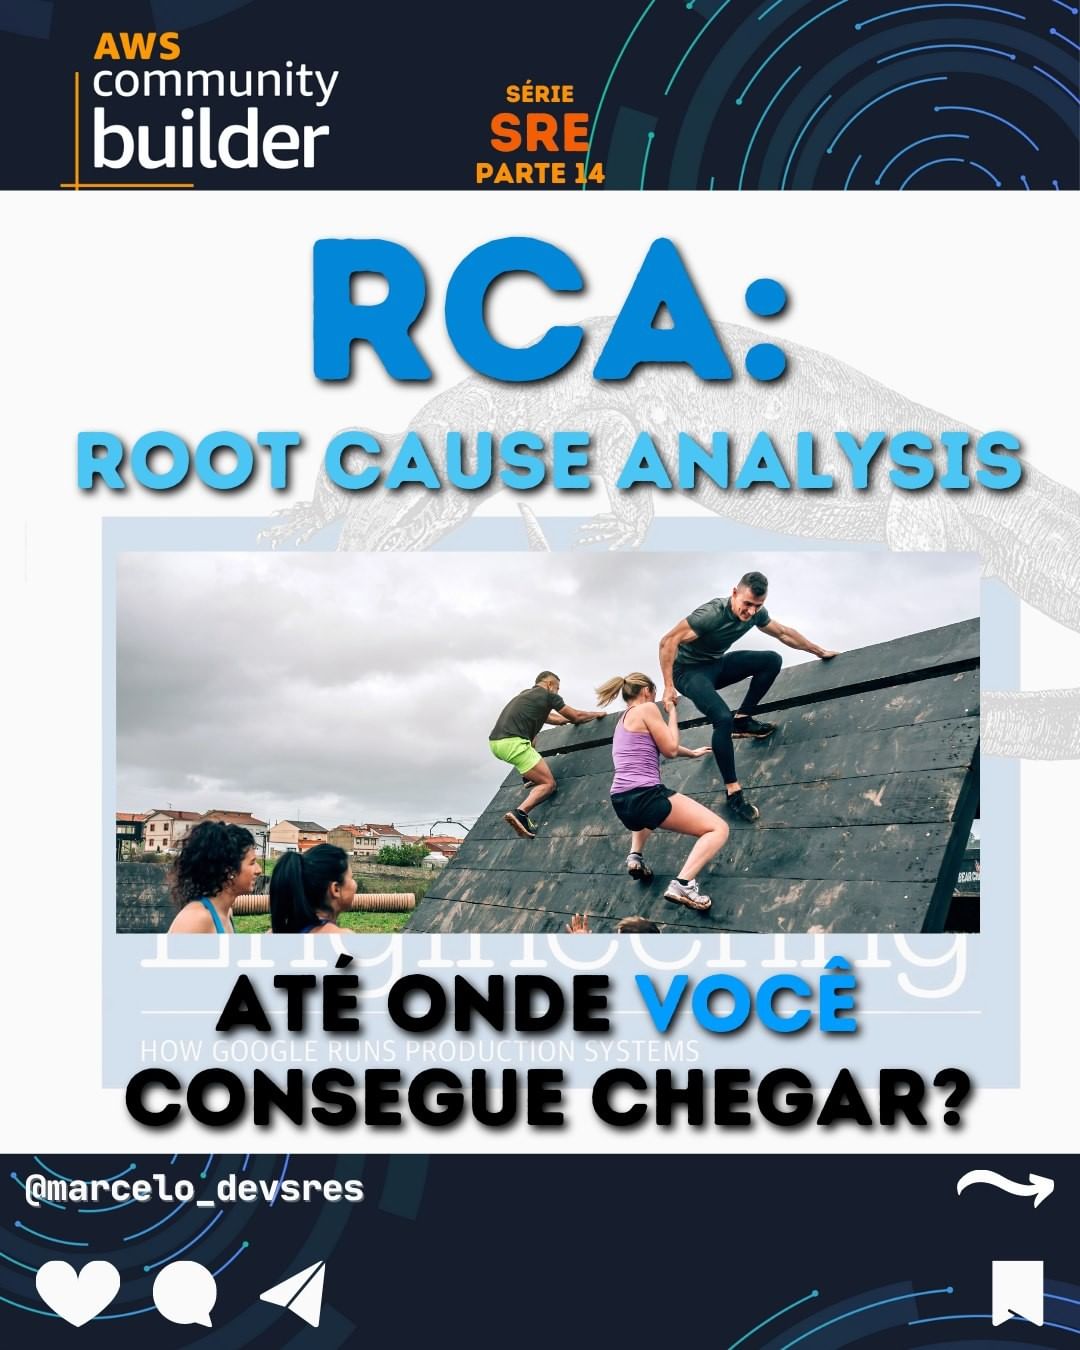 AWS
community
builder
SÉRIE
SRE
PARTE 14
RCA:
ROOT CAUSE ANALYSIS
Engineering
ATÉ ONDE VOCÊ
HOW GOOGLE RUNS PRODUCTION SYSTEMS
CONSEGUE CHEGAR?
@marcelo_devsres